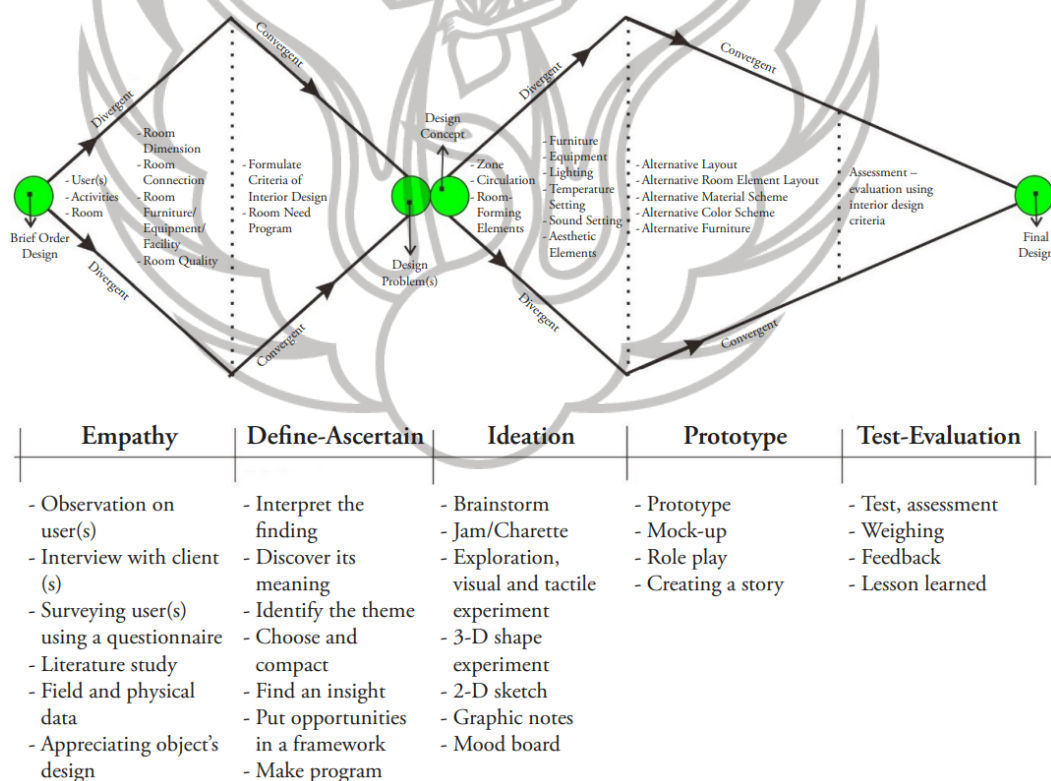 Divergent
Convergent
Divergent
Convergent
- User(s)
- Activities
- Room
- Room
Dimension
- Room
Connection
- Room
Furniture/
Equipment/
Facility
- Room Quality
- Formulate
Criteria of
Interior Design
- Room Need
Program
Design
Concept
- Zone
- Circulation
- Room-
Forming
Elements
- Furniture
- Equipment
- Lighting
- Temperature
Setting
- Sound Setting
- Aesthetic
Elements
- Alternative Layout
- Alternative Room Element Layout
- Alternative Material Scheme
- Alternative Color Scheme
- Alternative Furniture
Assessment –
evaluation using
interior design
criteria
Brief Order
Design
Design
Problem(s)
Final
Design
Divergent
Convergent
Divergent
Convergent
Empathy
Define-Ascertain
Ideation
Prototype
Test-Evaluation
- Observation on
user(s)
- Interview with client
(s)
- Surveying user(s)
using a questionnaire
- Literature study
- Field and physical
data
- Appreciating object's
design
- Interpret the
finding
- Discover its
meaning
- Identify the theme
- Choose and
compact
- Find an insight
- Put opportunities
in a framework
- Make program
- Brainstorm
- Jam/Charette
- Exploration,
visual and tactile
experiment
- 3-D shape
experiment
- 2-D sketch
- Graphic notes
- Mood board
- Prototype
- Mock-up
- Role play
- Creating a story
- Test, assessment
- Weighing
- Feedback
- Lesson learned